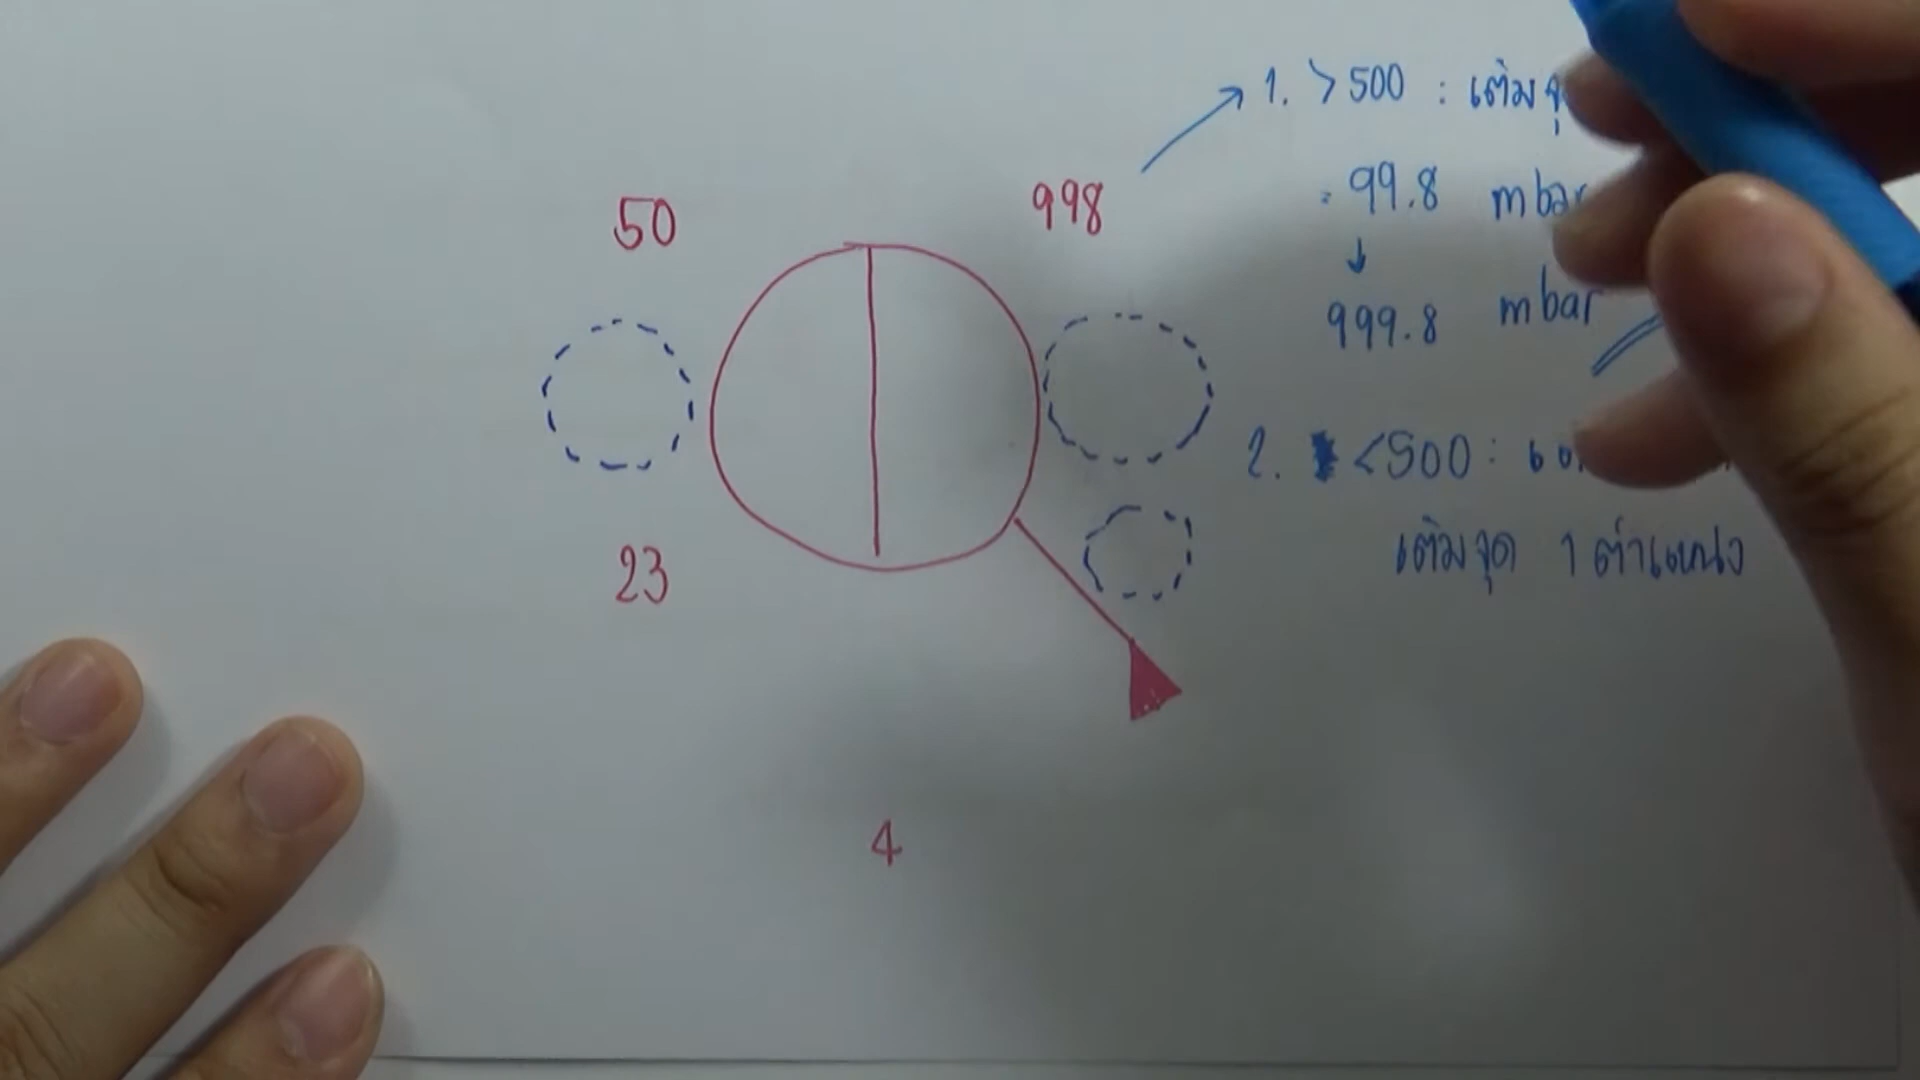 1. > 500 : เติมจุ
50
998
= 99.8 mbar
↓
999.8 mbar
2. < 500 :
เติมจุด 1 ตำแหน่ง
23
4